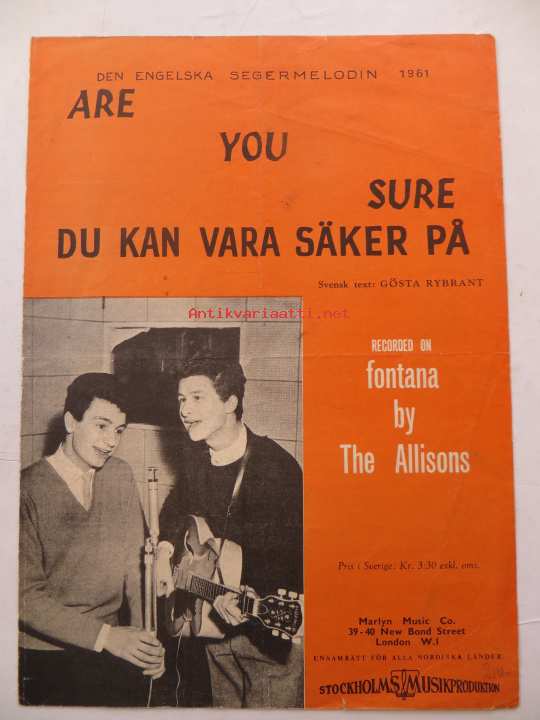 DEN ENGELSKA SEGERMELODIN 1961
ARE
YOU
SURE
DU KAN VARA SÄKER PÅ
Svensk text: GÖSTA RYBRANT
Antikvariaatti.net
RECORDED ON
fontana
by
The Allisons
Pris i Sverige: Kr. 3:30 exkl. oms.
Marlyn Music Co.
39-40 New Bond Street
London W.1
ENSAMRÄTT FÖR ALLA NORDISKA LÄNDER
STOCKHOLMS MUSIKPRODUKTION